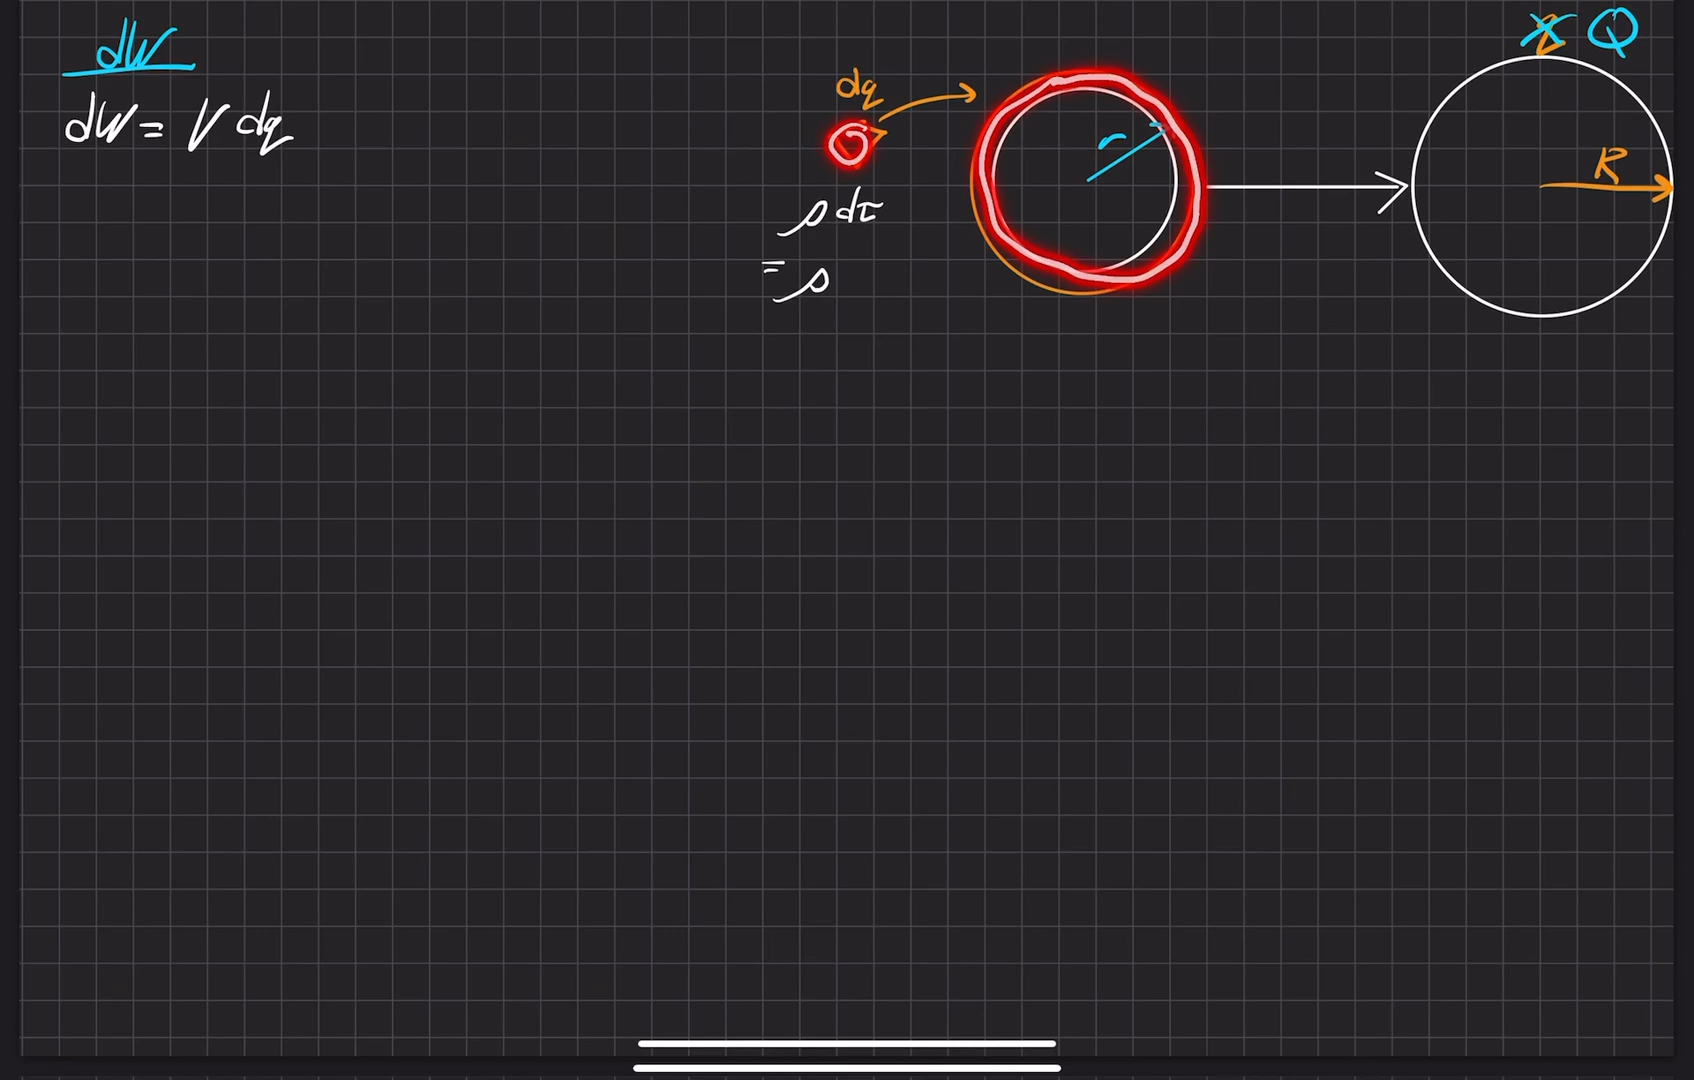 dW
dW = V dq
dq
ρ dτ
= ρ
r
Q
R